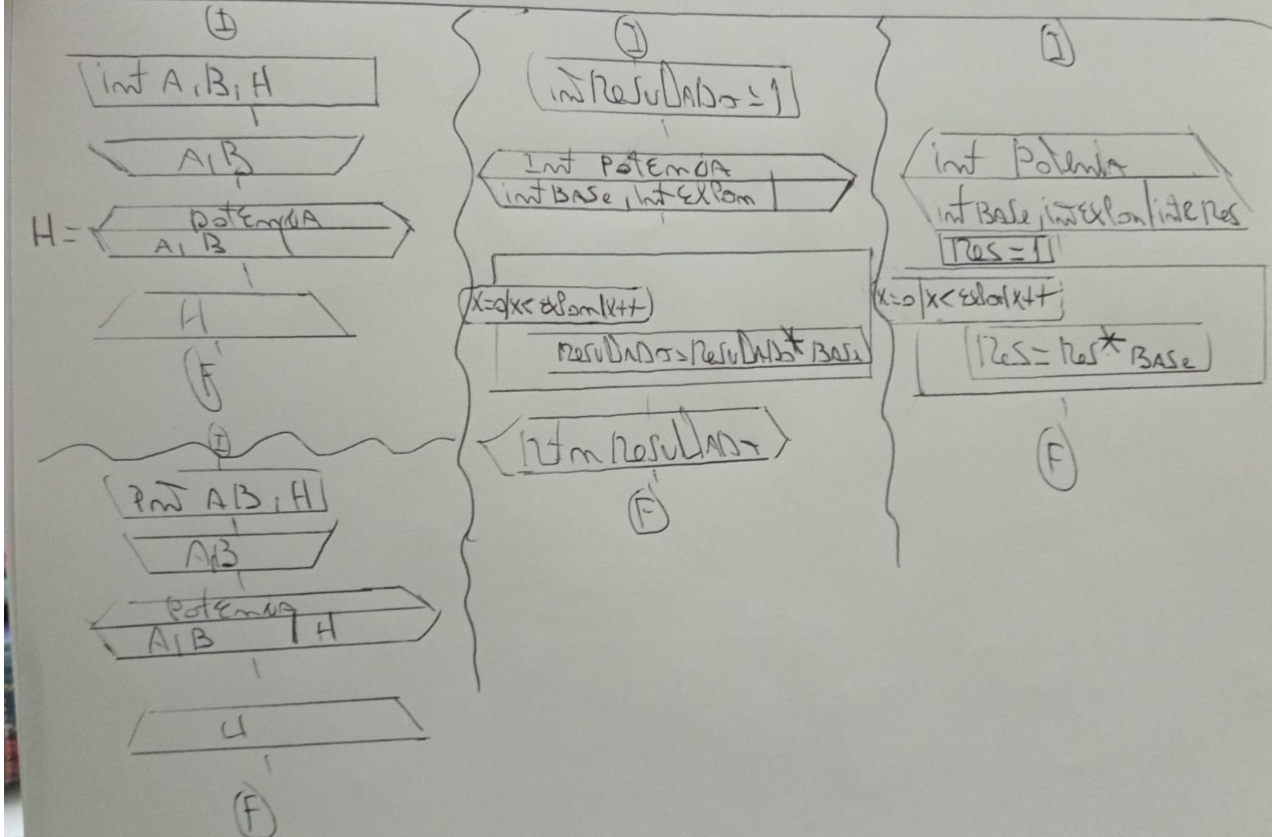 I
int A, B, H
A, B
H = POTENCIA
A, B
H
F
I
int A, B, H
A, B
POTENCIA
A, B | H
H
F
I
int Resultado = 1
Int POTENCIA
int BASE, int Expon |
x=0 | x< expon | x++
Resultado = Resultado * BASE
Rtrn Resultado
F
I
int Potencia
int BASE, int Expon | int & Res
Res = 1
x=0 | x< expon | x++
Res = Res * BASE
F